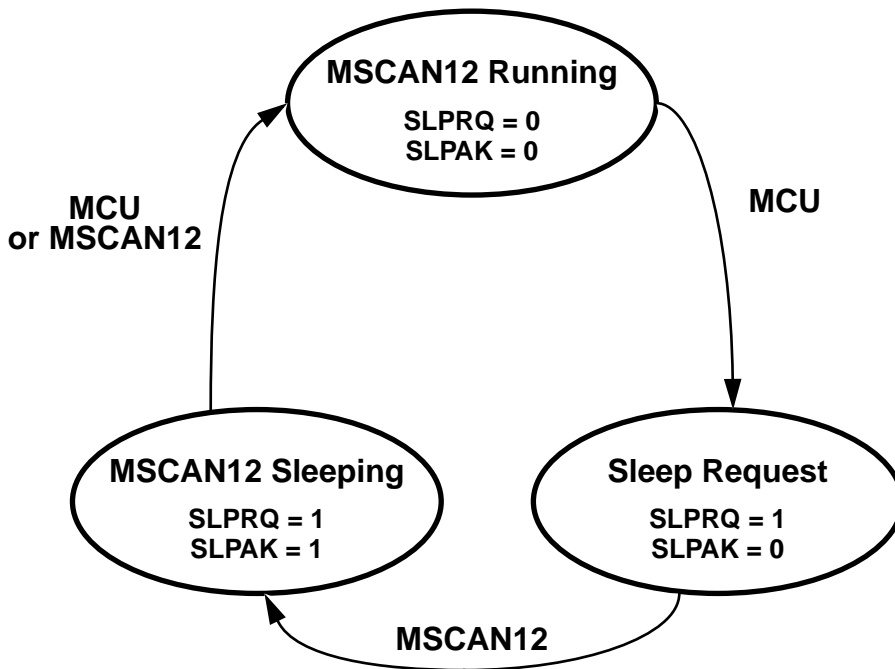 MSCAN12 Running
SLPRQ = 0
SLPAK = 0
MCU
MCU
or MSCAN12
MSCAN12 Sleeping
SLPRQ = 1
SLPAK = 1
Sleep Request
SLPRQ = 1
SLPAK = 0
MSCAN12